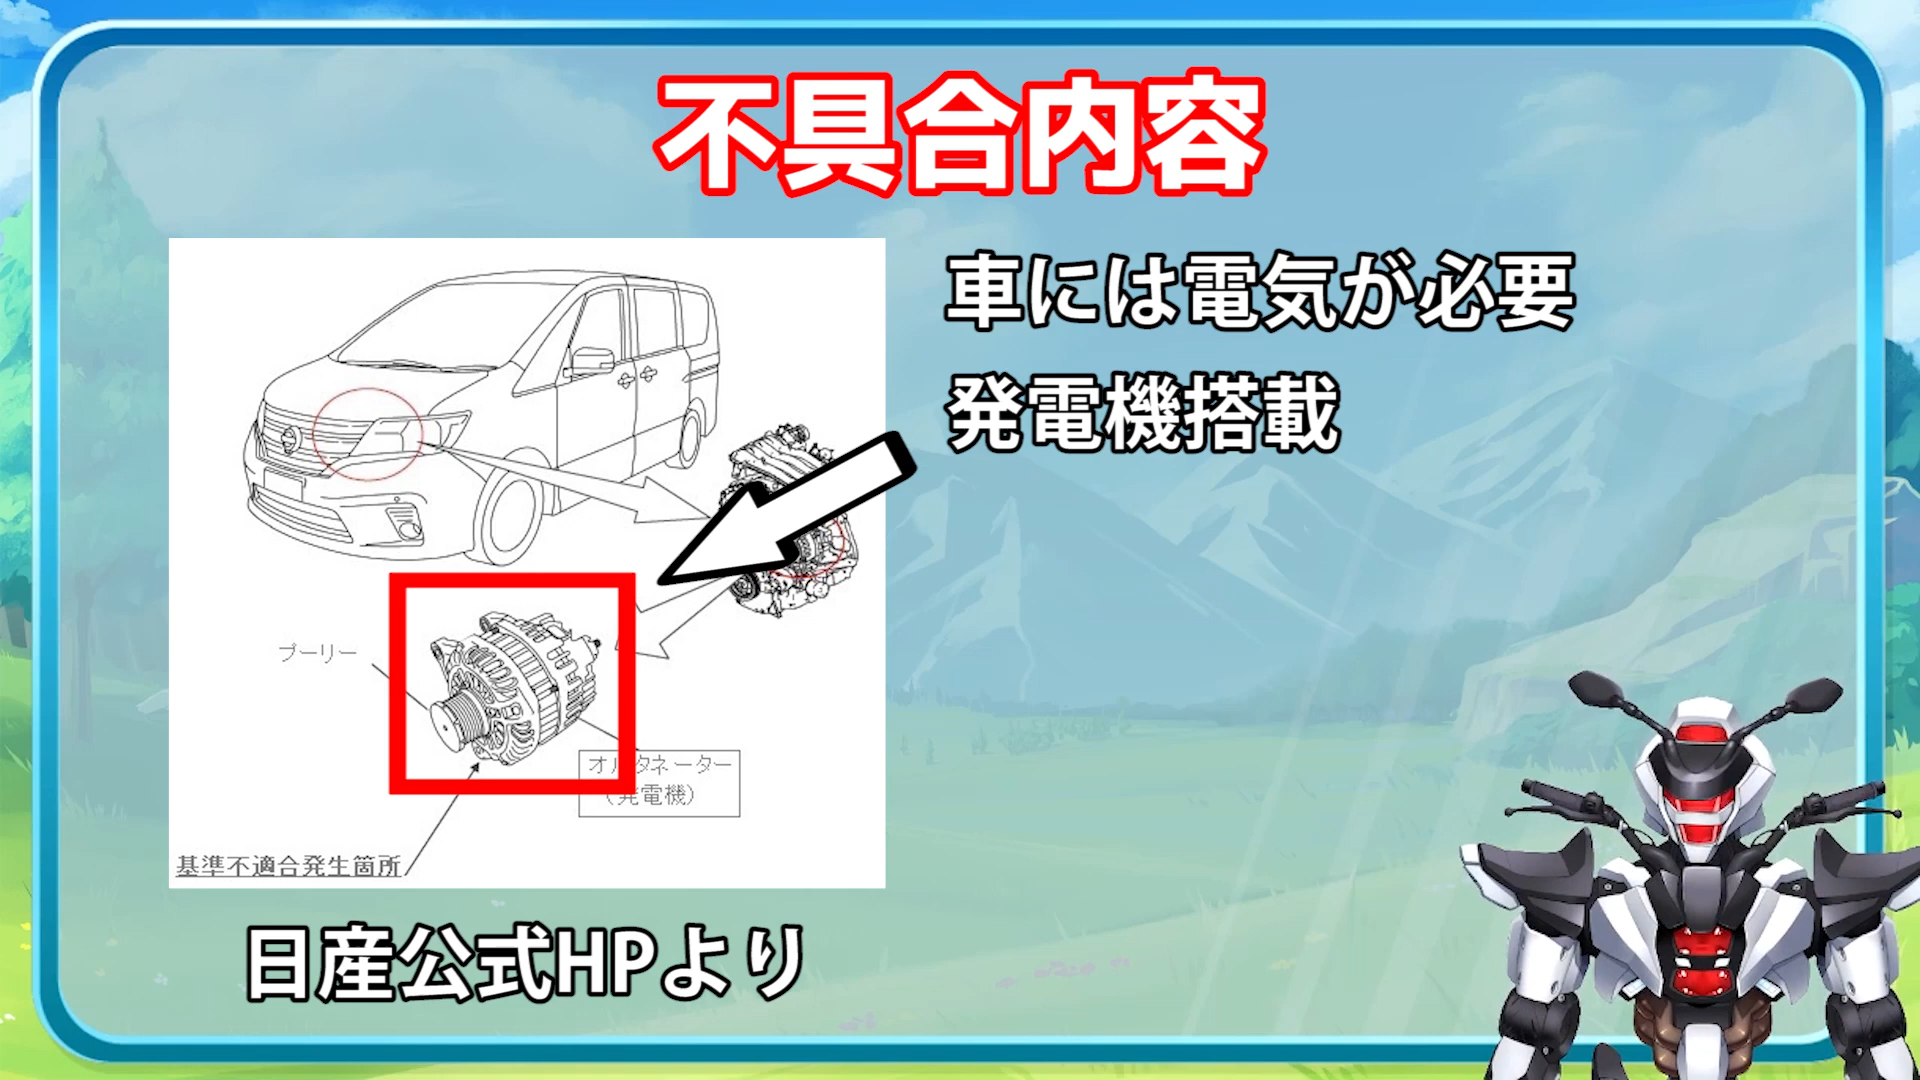 不具合内容
車には電気が必要
発電機搭載
プーリー
オルタネーター
（発電機）
基準不適合発生箇所
日産公式HPより